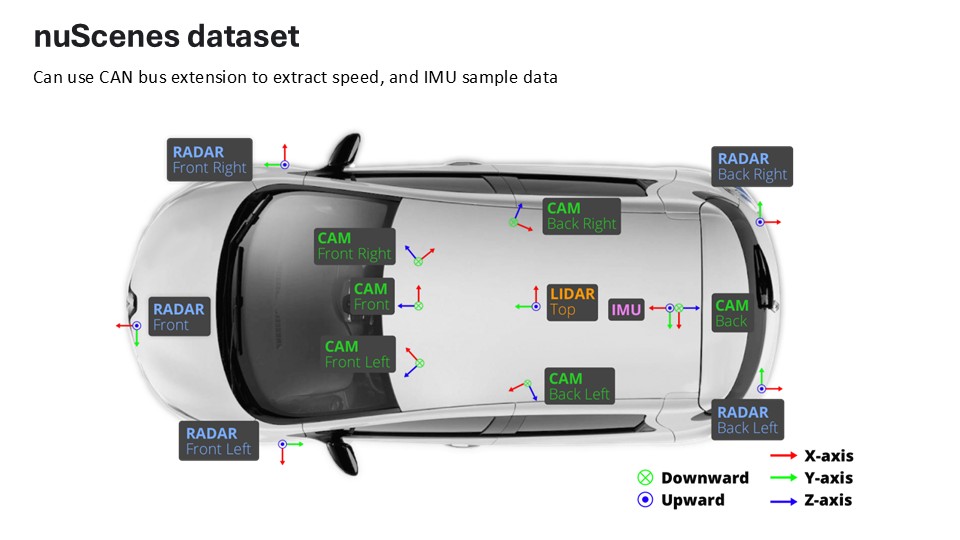 nuScenes dataset
Can use CAN bus extension to extract speed, and IMU sample data
RADAR
Front Right
RADAR
Back Right
CAM
Back Right
CAM
Front Right
CAM
Front
LIDAR
Top
IMU
CAM
Back
RADAR
Front
CAM
Front Left
CAM
Back Left
RADAR
Back Left
RADAR
Front Left
X-axis
Downward
Y-axis
Upward
Z-axis